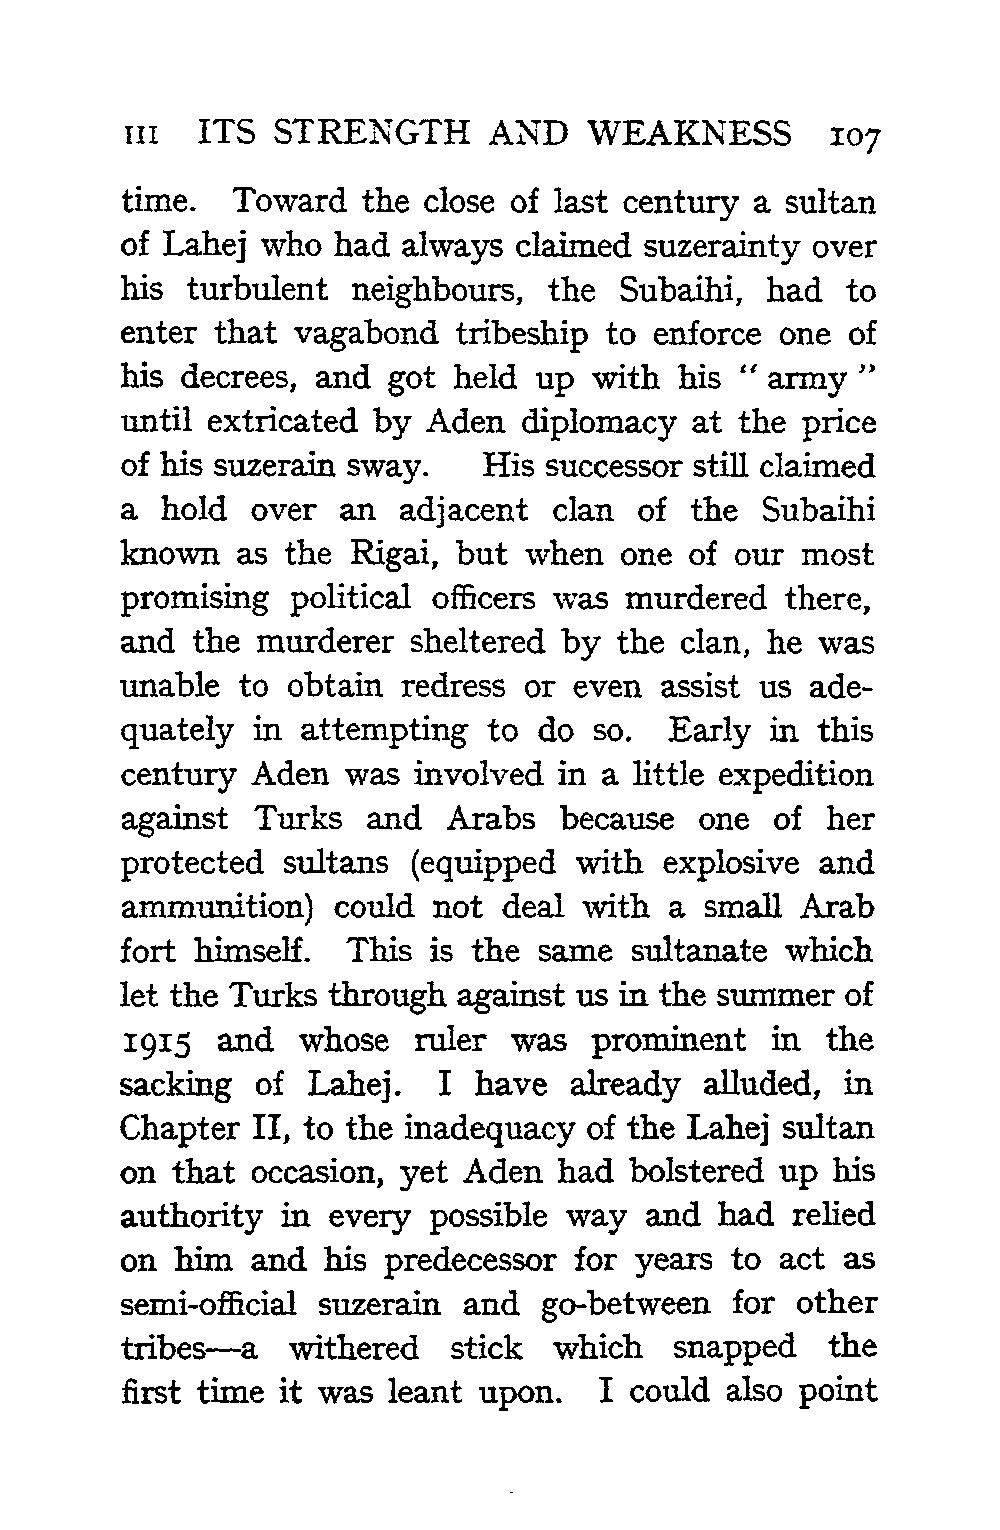 III ITS STRENGTH AND WEAKNESS 107
time. Toward the close of last century a sultan
of Lahej who had always claimed suzerainty over
his turbulent neighbours, the Subaihi, had to
enter that vagabond tribeship to enforce one of
his decrees, and got held up with his " army "
until extricated by Aden diplomacy at the price
of his suzerain sway. His successor still claimed
a hold over an adjacent clan of the Subaihi
known as the Rigai, but when one of our most
promising political officers was murdered there,
and the murderer sheltered by the clan, he was
unable to obtain redress or even assist us ade-
quately in attempting to do so. Early in this
century Aden was involved in a little expedition
against Turks and Arabs because one of her
protected sultans (equipped with explosive and
ammunition) could not deal with a small Arab
fort himself. This is the same sultanate which
let the Turks through against us in the summer of
1915 and whose ruler was prominent in the
sacking of Lahej. I have already alluded, in
Chapter II, to the inadequacy of the Lahej sultan
on that occasion, yet Aden had bolstered up his
authority in every possible way and had relied
on him and his predecessor for years to act as
semi-official suzerain and go-between for other
tribes—a withered stick which snapped the
first time it was leant upon. I could also point